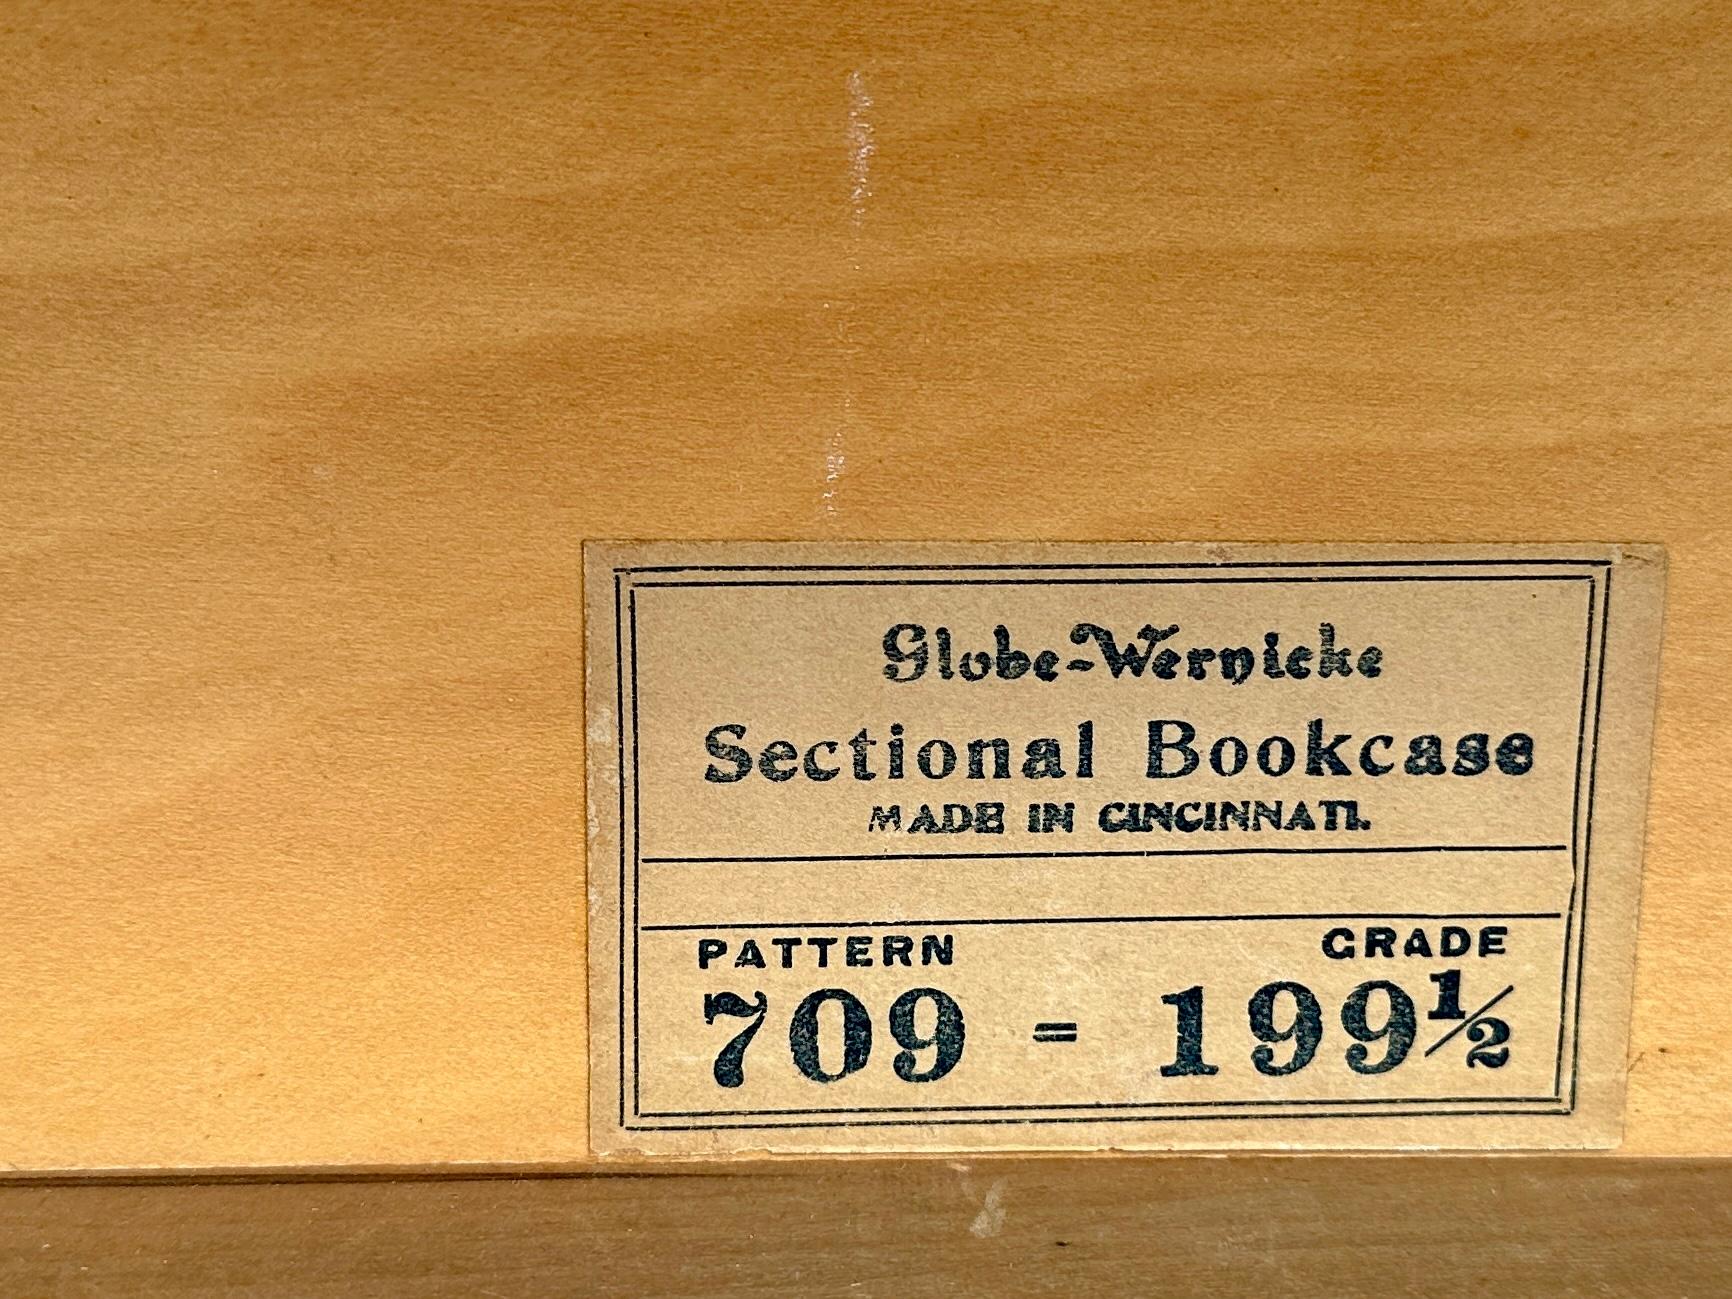 Globe-Wernicke
Sectional Bookcase
MADE IN CINCINNATI.
PATTERN GRADE
709 = 199½